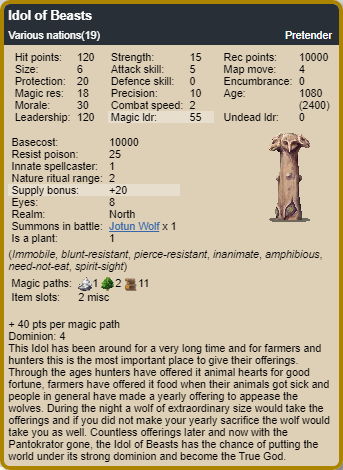 Idol of Beasts
Various nations(19) Pretender
Hit points: 120 Strength: 15 Rec points: 10000
Size: 6 Attack skill: 5 Map move: 4
Protection: 20 Defence skill: 0 Encumbrance: 0
Magic res: 18 Precision: 10 Age: 1080
Morale: 30 Combat speed: 2 (2400)
Leadership: 120 Magic ldr: 55 Undead ldr: 0
Basecost: 10000
Resist poison: 25
Innate spellcaster: 1
Nature ritual range: 2
Supply bonus: +20
Eyes: 8
Realm: North
Summons in battle: Jotun Wolf x 1
Is a plant: 1
(Immobile, blunt-resistant, pierce-resistant, inanimate, amphibious,
need-not-eat, spirit-sight)
Magic paths: 1 2 11
Item slots: 2 misc
+ 40 pts per magic path
Dominion: 4
This Idol has been around for a very long time and for farmers and
hunters this is the most important place to give their offerings.
Through the ages hunters have offered it animal hearts for good
fortune, farmers have offered it food when their animals got sick and
people in general have made a yearly offering to appease the
wolves. During the night a wolf of extraordinary size would take the
offerings and if you did not make your yearly sacrifice the wolf would
take you as well. Countless offerings later and now with the
Pantokrator gone, the Idol of Beasts has the chance of putting the
world under its strong dominion and become the True God.